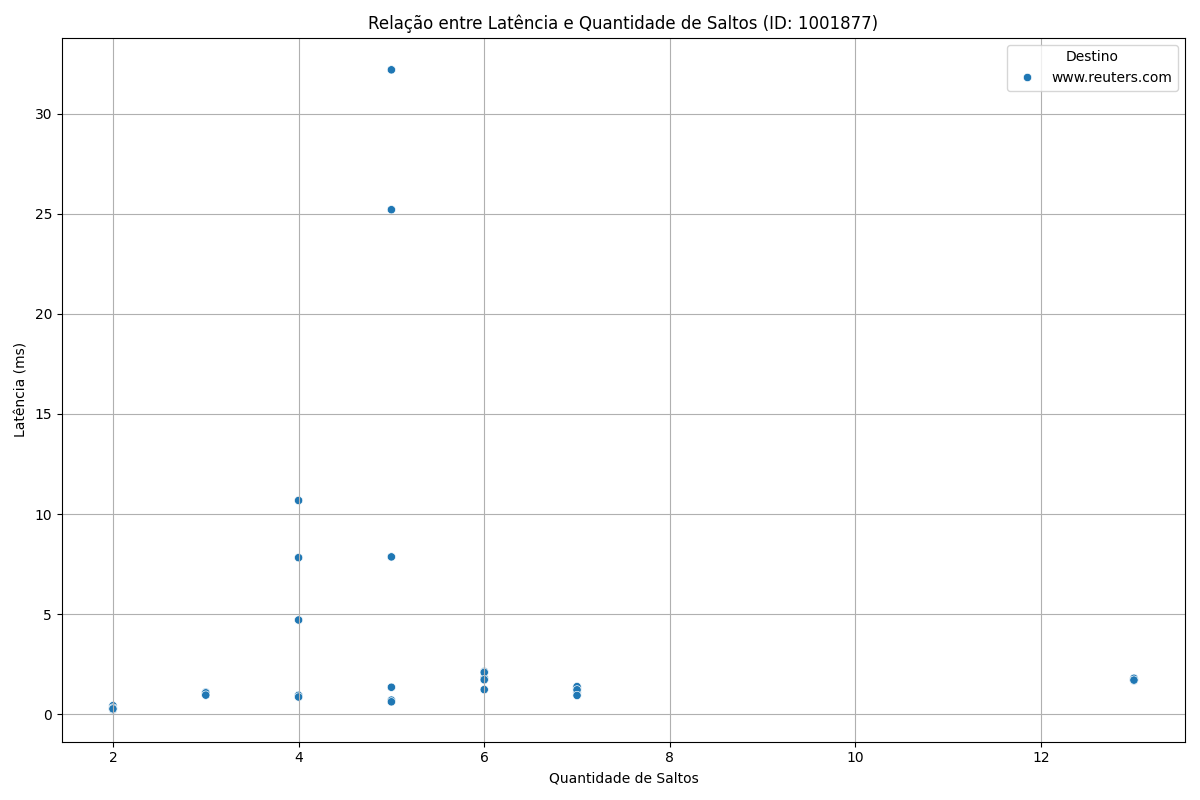 Relação entre Latência e Quantidade de Saltos (ID: 1001877)
Destino
www.reuters.com
30
25
20
15
10
5
0
Latência (ms)
2 4 6 8 10 12
Quantidade de Saltos